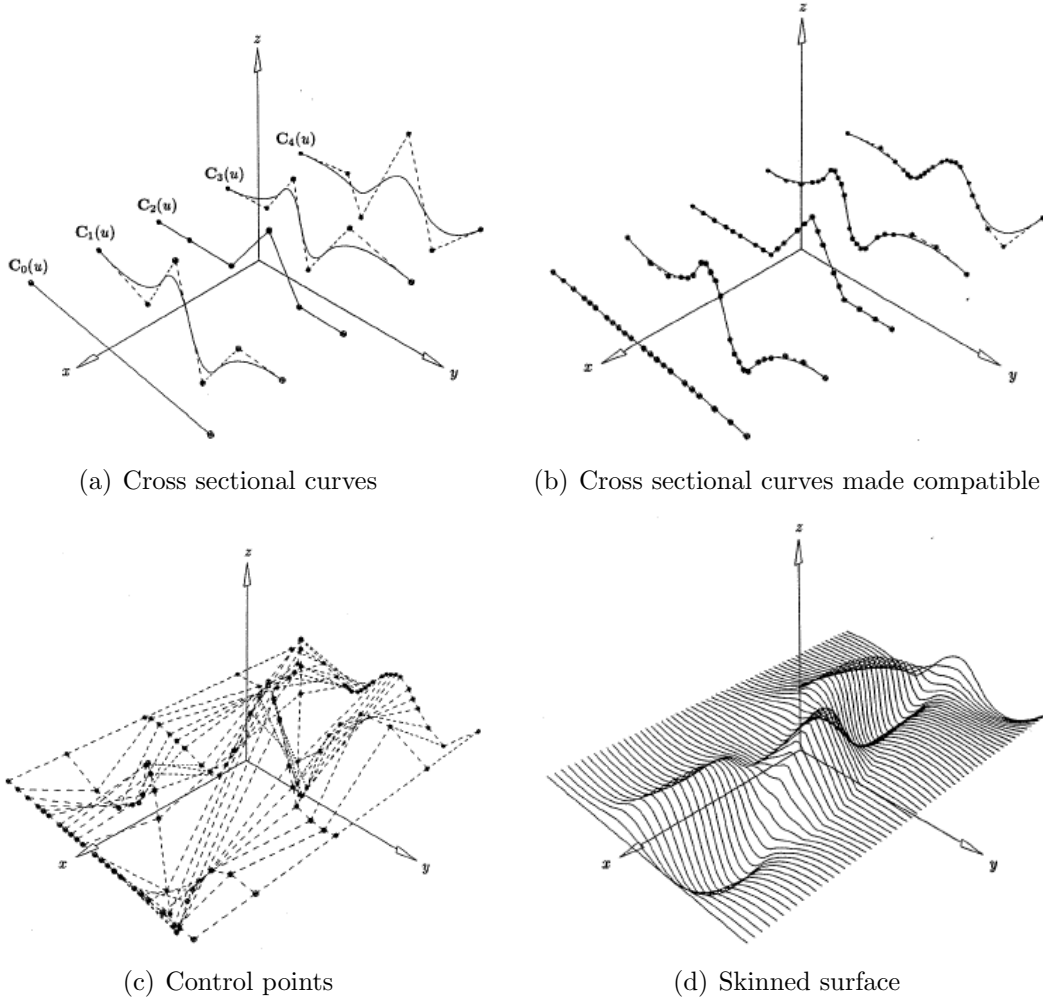 z
C₄(u)
C₃(u)
C₂(u)
C₁(u)
C₀(u)
x
y
(a) Cross sectional curves
z
x
y
(b) Cross sectional curves made compatible
z
x
y
(c) Control points
z
x
y
(d) Skinned surface